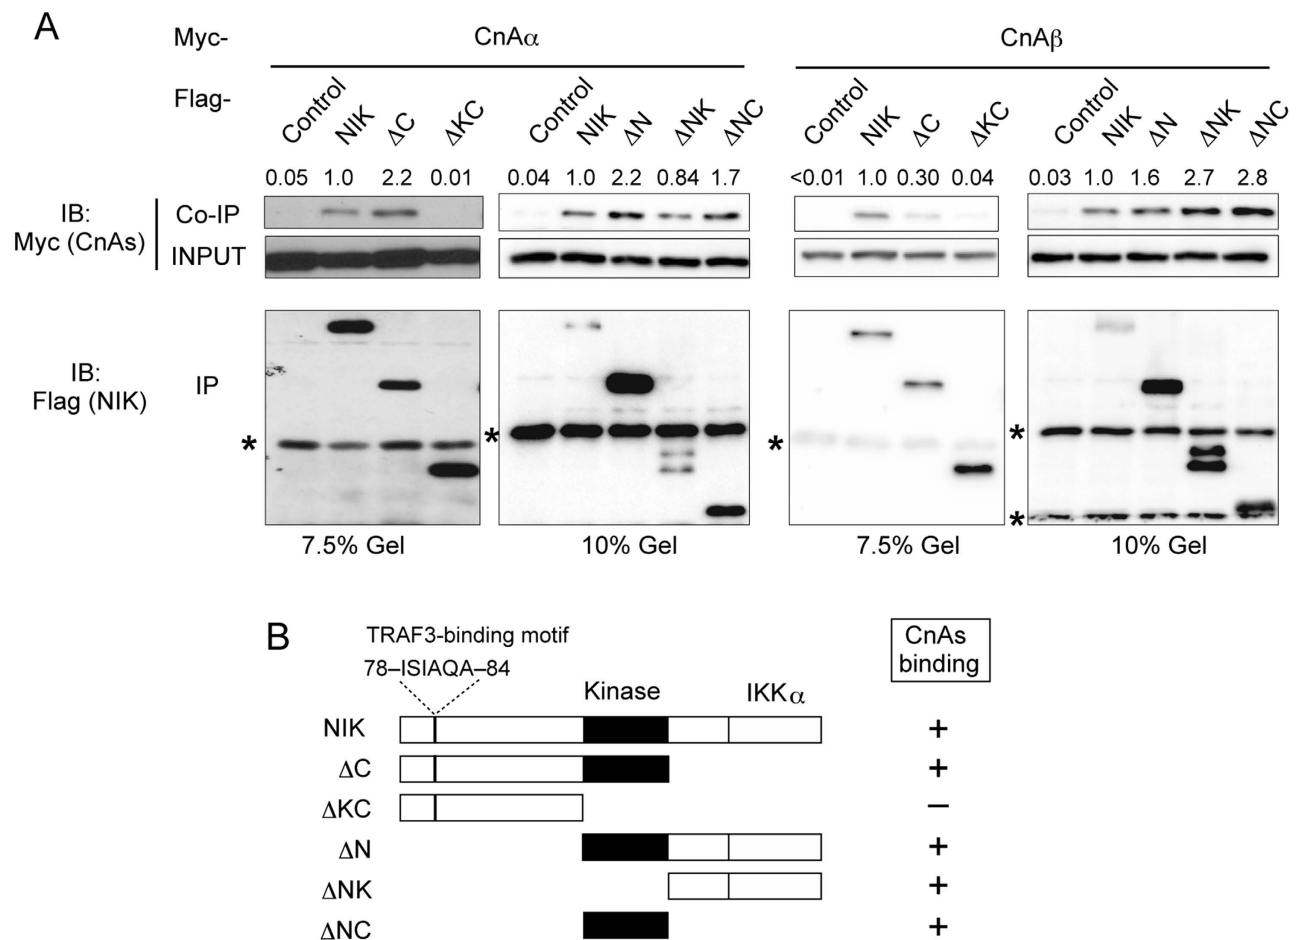 A
Myc- CnAα CnAβ
Flag- Control NIK ΔC ΔKC Control NIK ΔN ΔNK ΔNC Control NIK ΔC ΔKC Control NIK ΔN ΔNK ΔNC
0.05 1.0 2.2 0.01 0.04 1.0 2.2 0.84 1.7 <0.01 1.0 0.30 0.04 0.03 1.0 1.6 2.7 2.8
IB:
Myc (CnAs)
Co-IP
INPUT
IB:
Flag (NIK)
IP
* * * *
*
7.5% Gel 10% Gel 7.5% Gel 10% Gel
B
TRAF3-binding motif
78–ISIAQA–84
CnAs
binding
Kinase IKKα
NIK +
ΔC +
ΔKC –
ΔN +
ΔNK +
ΔNC +